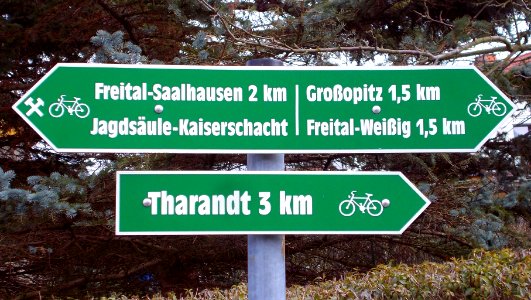 Freital-Saalhausen 2 km
Jagdsäule-Kaiserschacht
Großopitz 1,5 km
Freital-Weißig 1,5 km
Tharandt 3 km